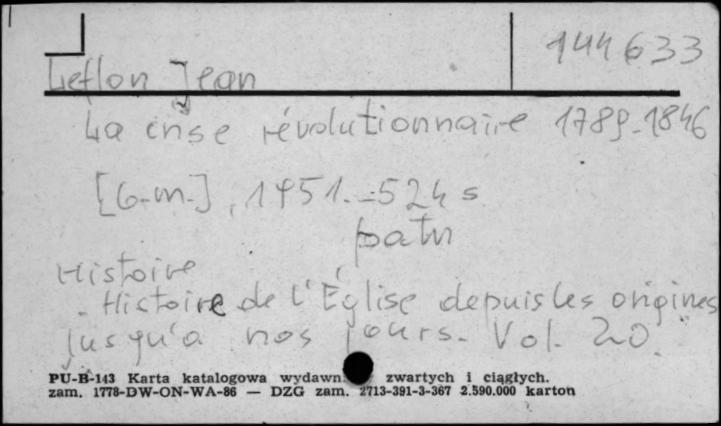 144633
Leflon Jean
La crise révolutionnaire 1789-1846
[b.m.], 1951. = 524 s.
patrz
Histoire
Histoire de l'Église depuis les origines
jusqu'a nos jours. Vol. 20.
PU-B-143 Karta katalogowa wydawn. zwartych i ciągłych.
zam. 1778-DW-ON-WA-86 — DZG zam. 2713-391-3-367 2.590.000 karton